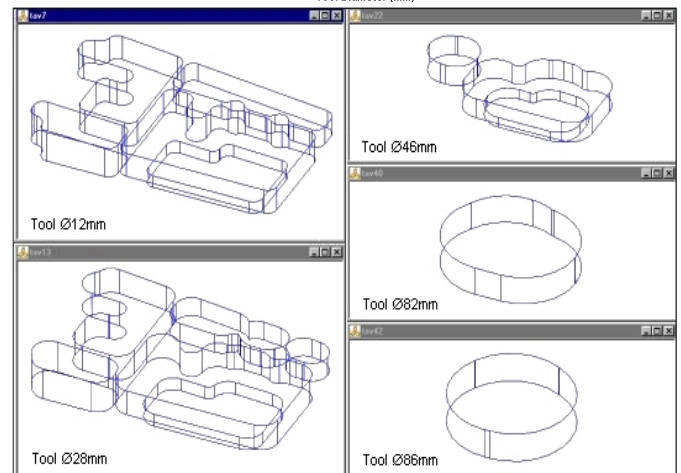 tav7
Tool Ø12mm
tav13
Tool Ø28mm
tav22
Tool Ø46mm
tav40
Tool Ø82mm
tav42
Tool Ø86mm